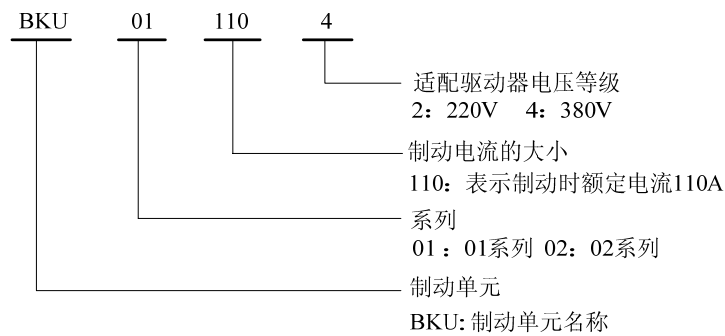 BKU 01 110 4
适配驱动器电压等级
2：220V 4：380V
制动电流的大小
110：表示制动时额定电流110A
系列
01：01系列 02：02系列
制动单元
BKU:制动单元名称